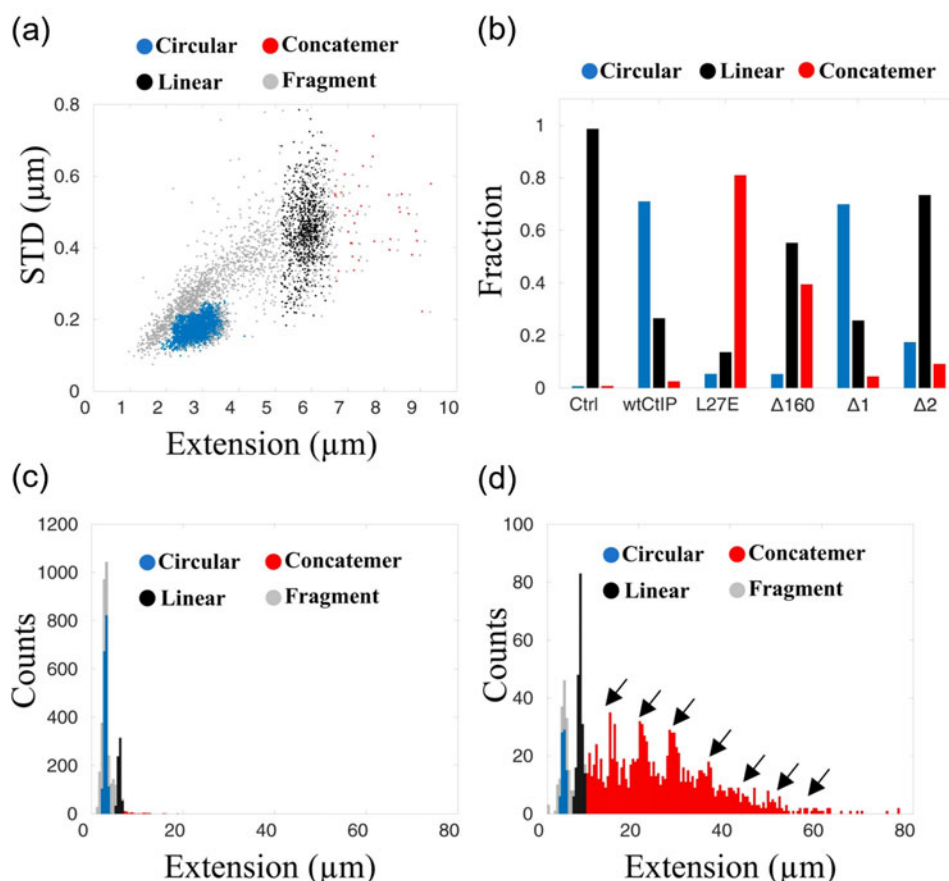 (a)
Circular Concatemer
Linear Fragment
0.8
0.6
0.4
0.2
0
STD (µm)
0 1 2 3 4 5 6 7 8 9 10
Extension (µm)
(b)
Circular Linear Concatemer
1
0.8
0.6
0.4
0.2
0
Fraction
Ctrl wtCtIP L27E Δ160 Δ1 Δ2
(c)
Circular Concatemer
Linear Fragment
1200
1000
800
600
400
200
0
Counts
0 20 40 60 80
Extension (µm)
(d)
Circular Concatemer
Linear Fragment
100
80
60
40
20
0
Counts
0 20 40 60 80
Extension (µm)